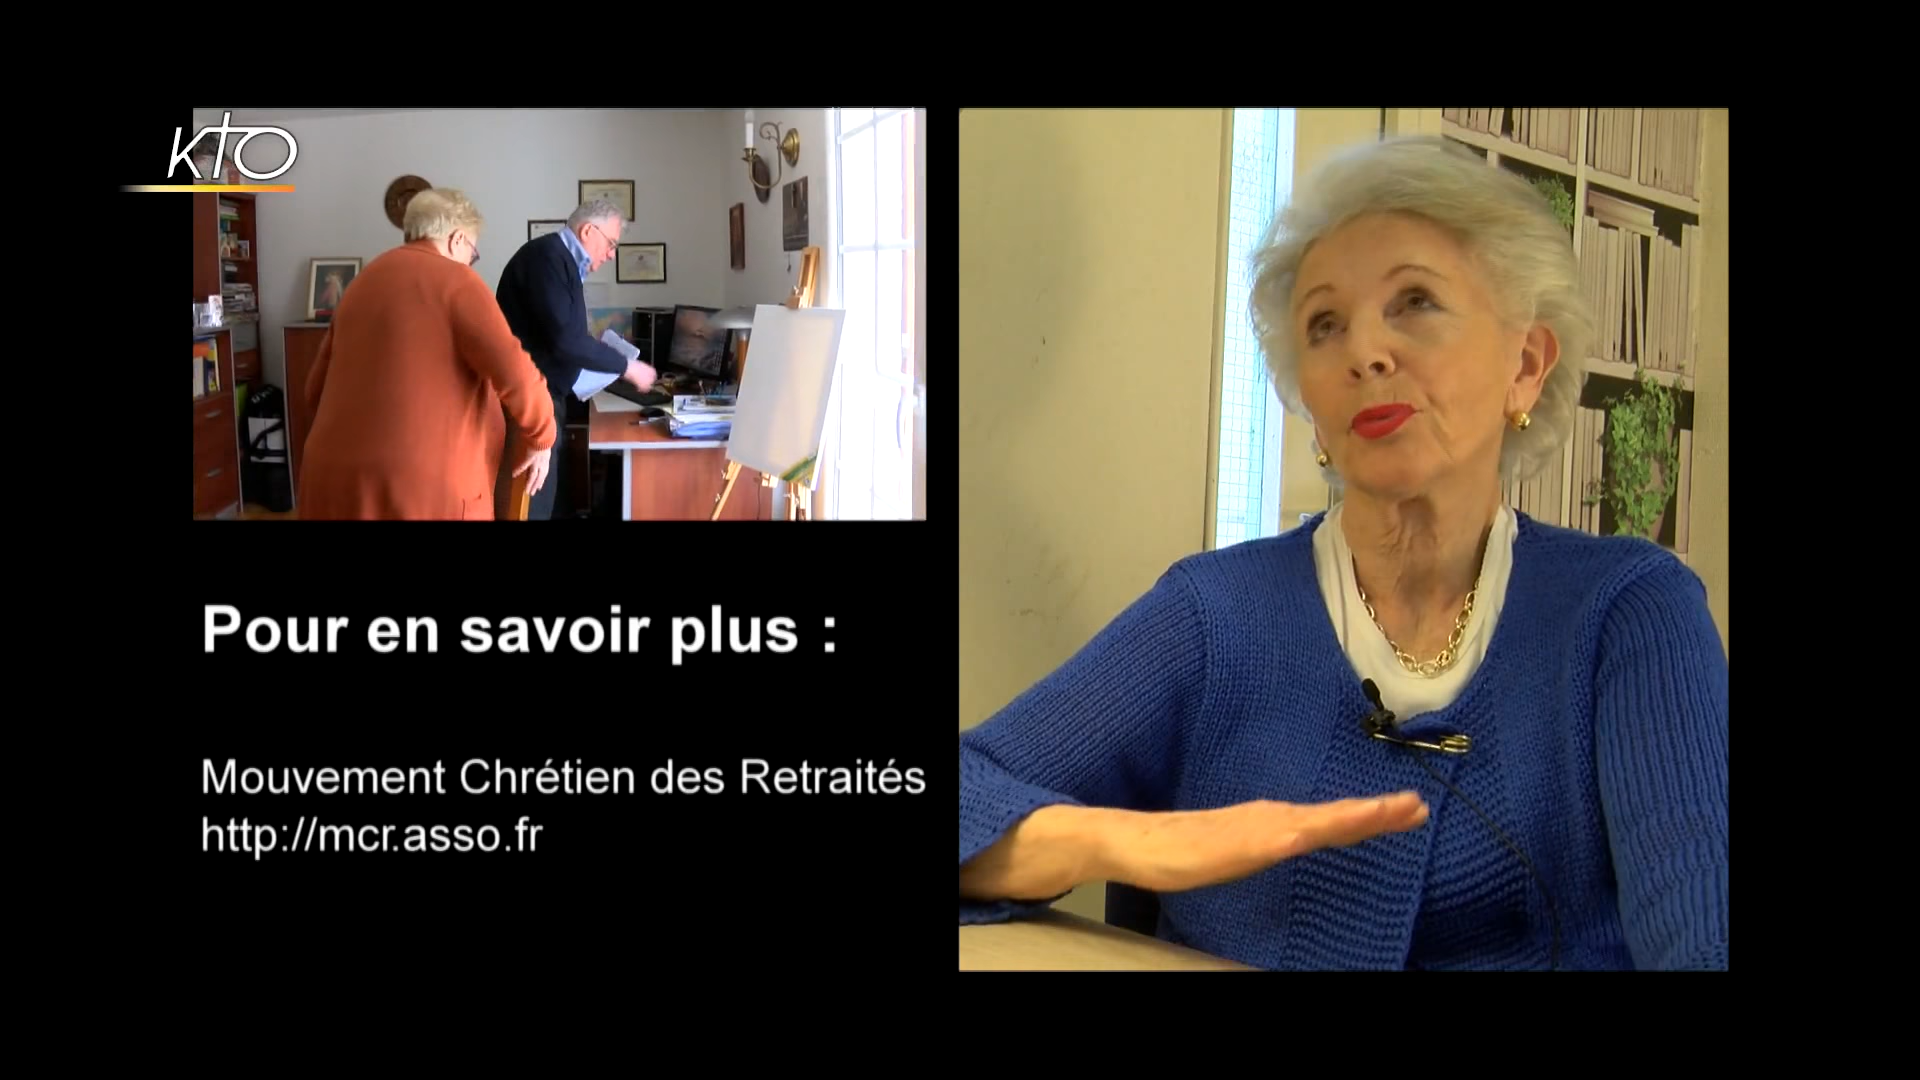 KTO
Pour en savoir plus :
Mouvement Chrétien des Retraités
http://mcr.asso.fr